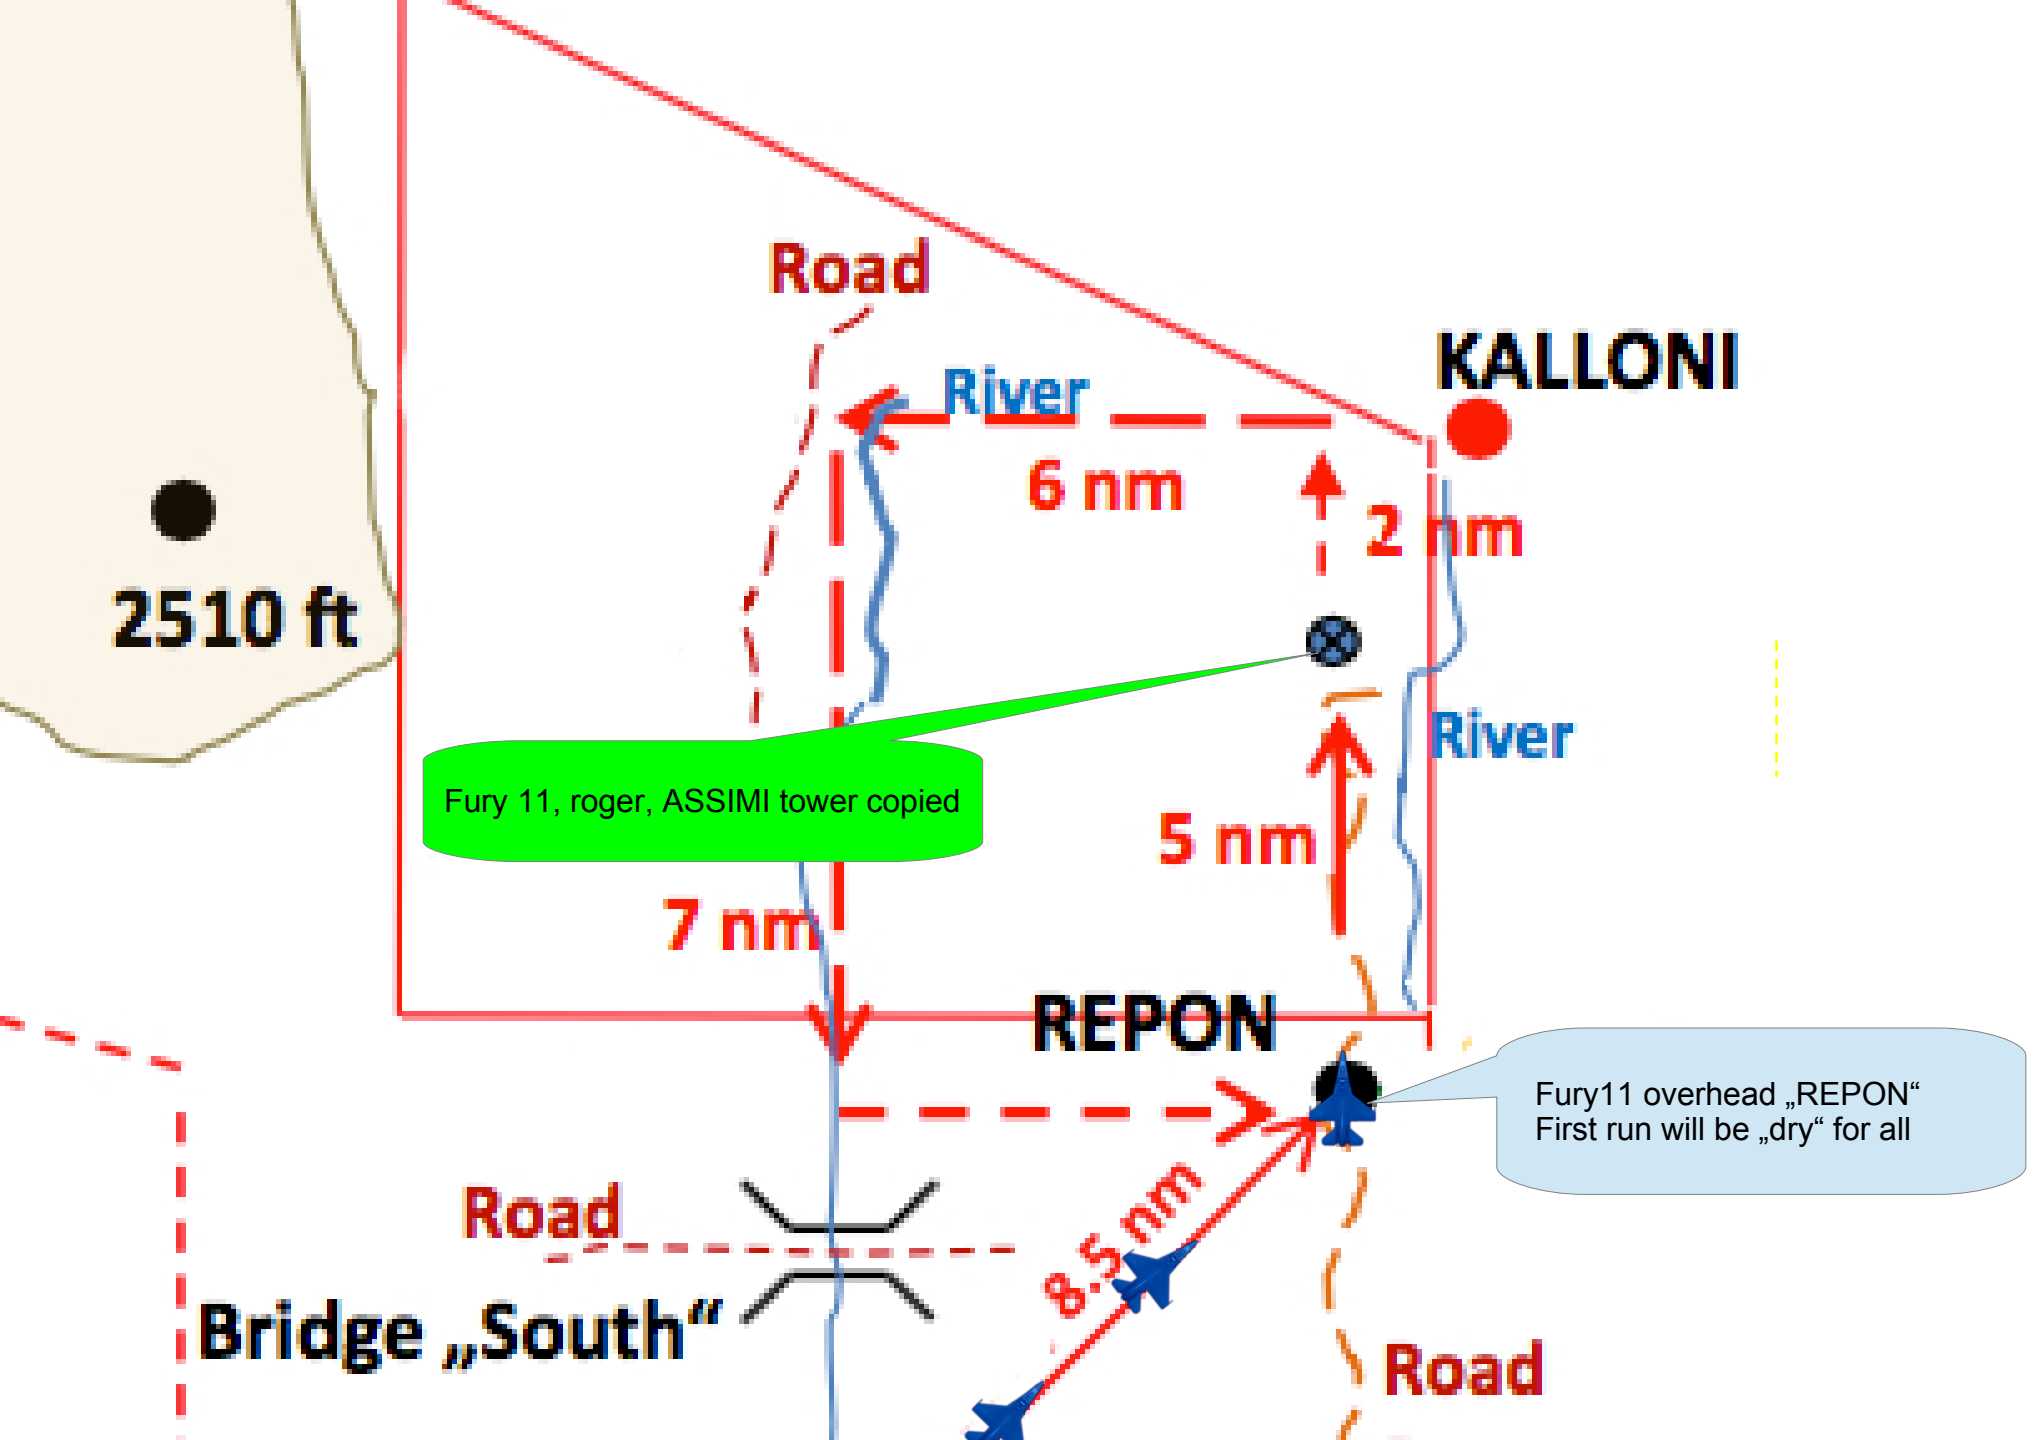 Road
KALLONI
River
6 nm
2 nm
2510 ft
River
Fury 11, roger, ASSIMI tower copied
5 nm
7 nm
REPON
Fury11 overhead „REPON“
First run will be „dry“ for all
Road
8.5 nm
Bridge „South“
Road